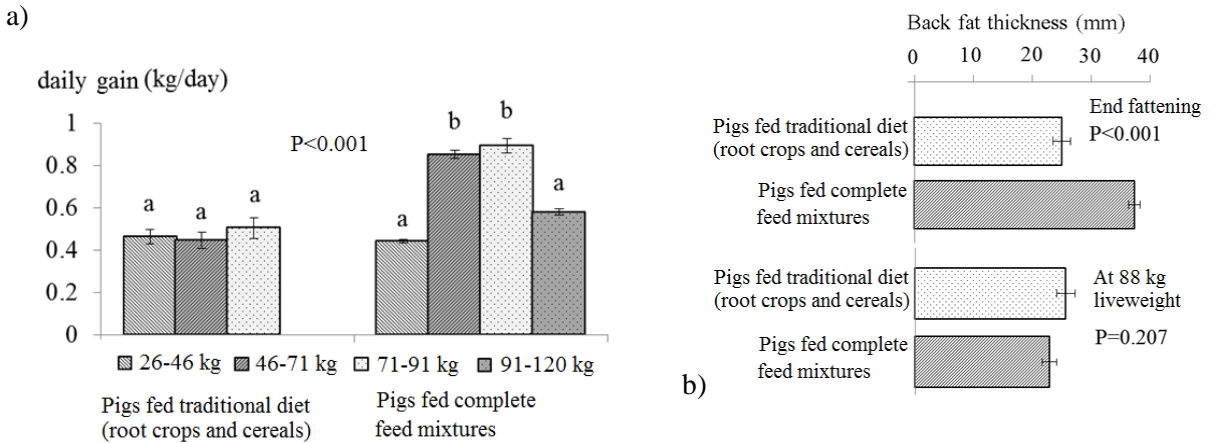 a)
daily gain (kg/day)
1
0.8
0.6
0.4
0.2
0
P<0.001
a
a
a
a
b
b
a
26-46 kg
46-71 kg
71-91 kg
91-120 kg
Pigs fed traditional diet
(root crops and cereals)
Pigs fed complete
feed mixtures
b)
Back fat thickness (mm)
0 10 20 30 40
Pigs fed traditional diet
(root crops and cereals)
End fattening
P<0.001
Pigs fed complete
feed mixtures
Pigs fed traditional diet
(root crops and cereals)
At 88 kg
liveweight
P=0.207
Pigs fed complete
feed mixtures